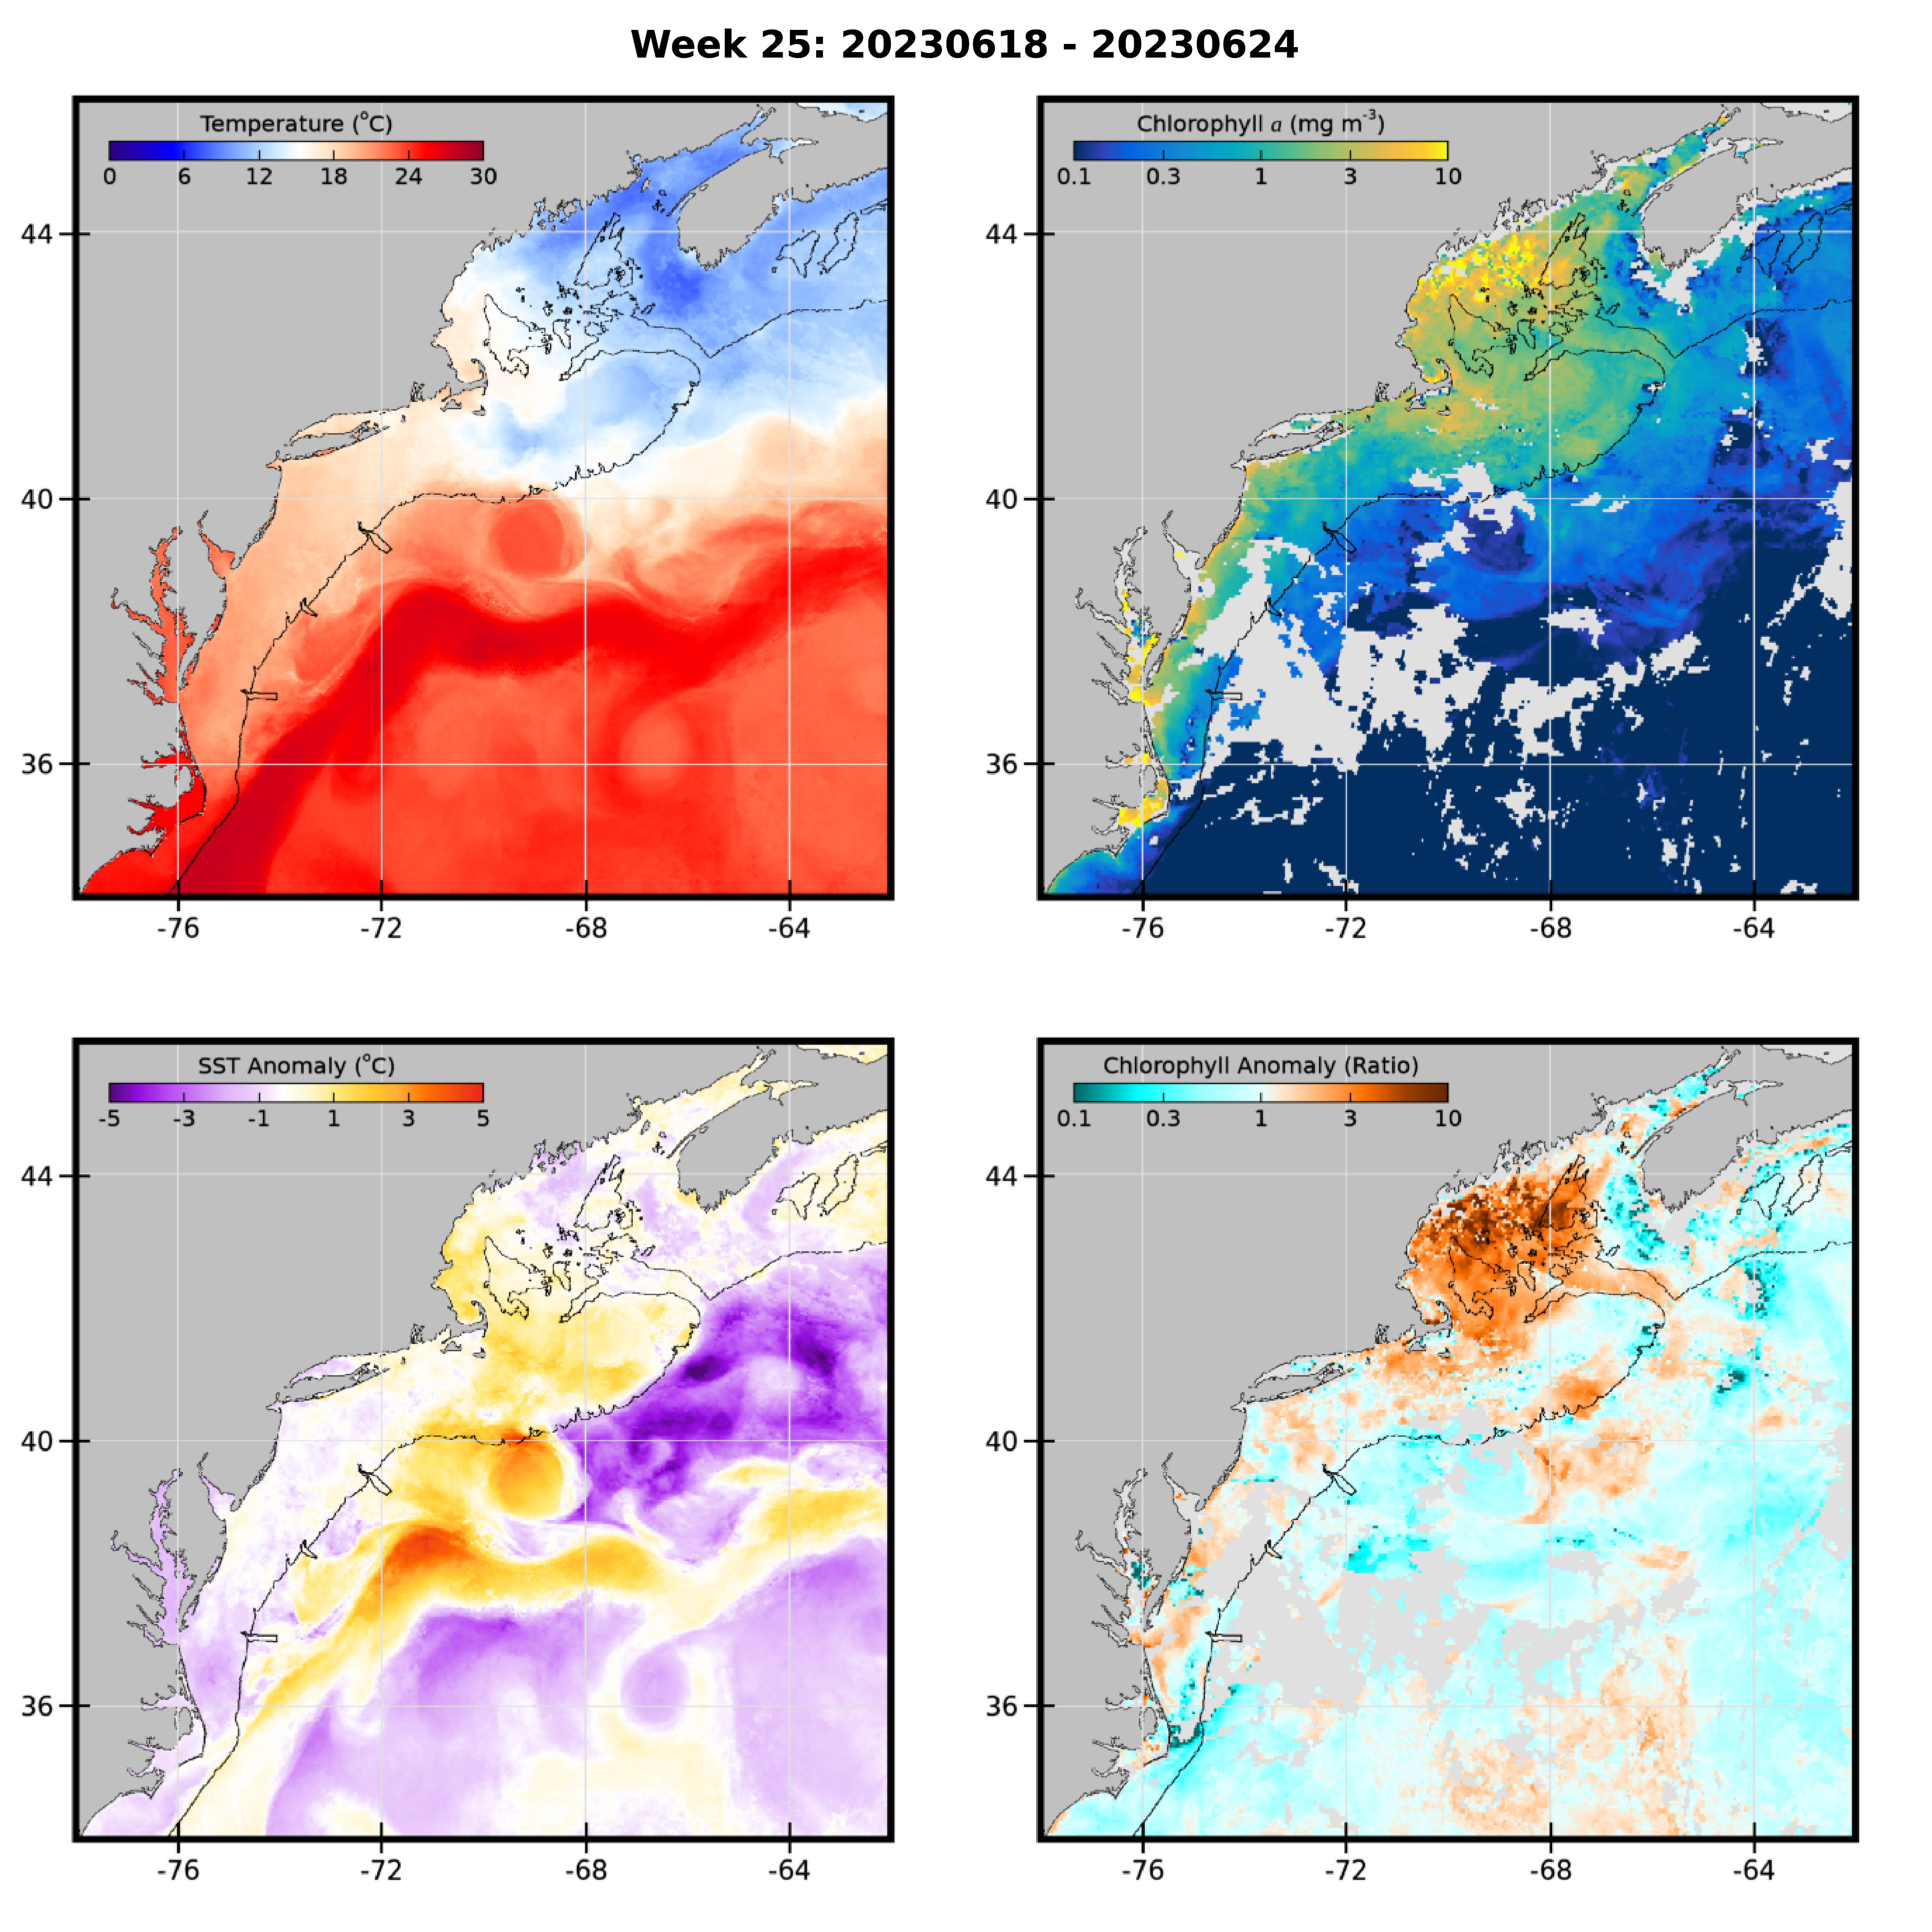 Week 25: 20230618 - 20230624
Temperature (°C)
0 6 12 18 24 30
44
40
36
-76 -72 -68 -64
Chlorophyll a (mg m⁻³)
0.1 0.3 1 3 10
44
40
36
-76 -72 -68 -64
SST Anomaly (°C)
-5 -3 -1 1 3 5
44
40
36
-76 -72 -68 -64
Chlorophyll Anomaly (Ratio)
0.1 0.3 1 3 10
44
40
36
-76 -72 -68 -64